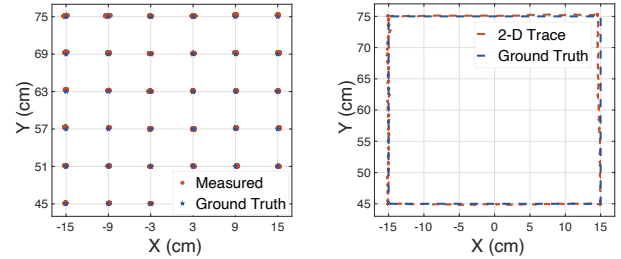 75
69
63
57
51
45
Y (cm)
Measured
Ground Truth
-15 -9 -3 3 9 15
X (cm)
75
70
65
60
55
50
45
Y (cm)
2-D Trace
Ground Truth
-15 -10 -5 0 5 10 15
X (cm)